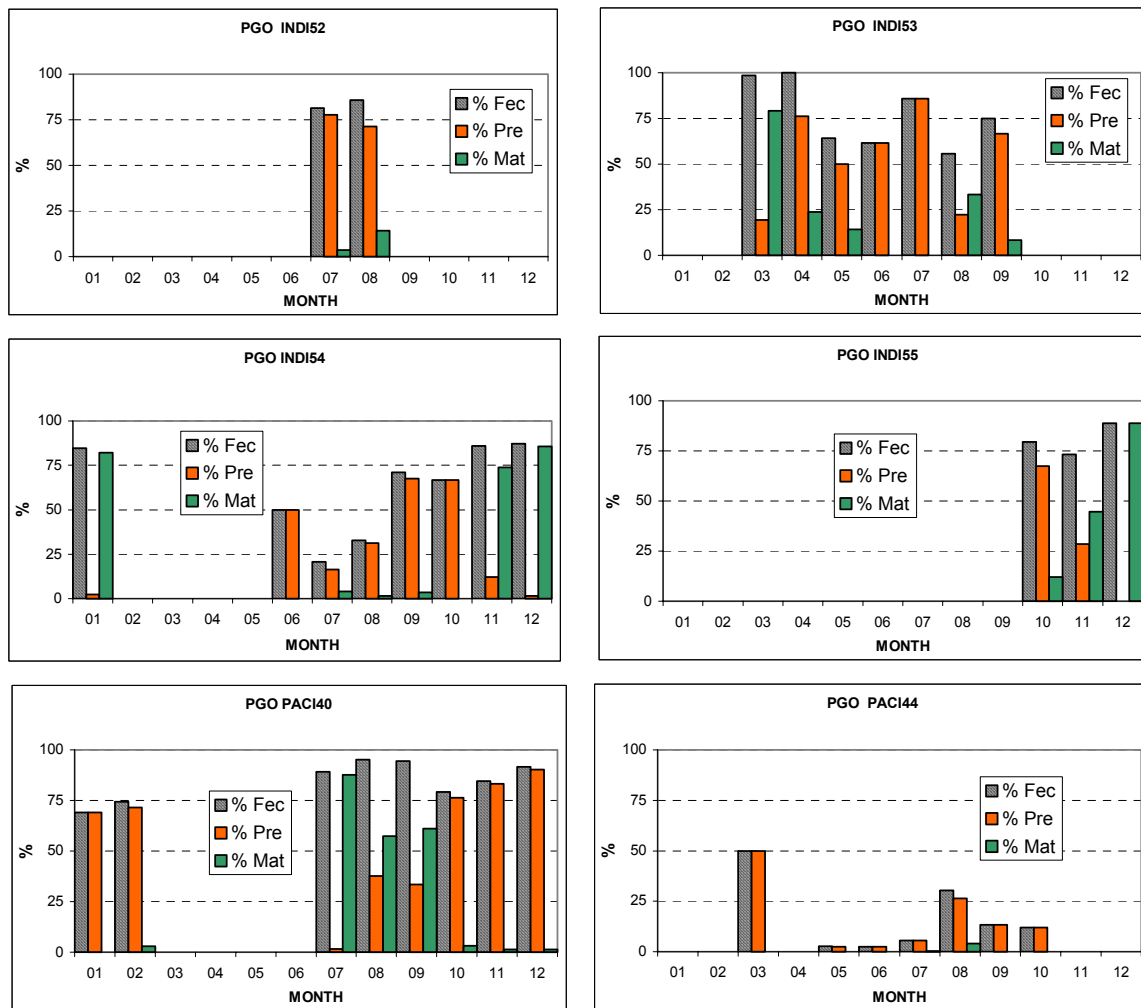 PGO INDI52
100
75
50
25
0
%
% Fec
% Pre
% Mat
01 02 03 04 05 06 07 08 09 10 11 12
MONTH
PGO INDI53
100
75
50
25
0
%
% Fec
% Pre
% Mat
01 02 03 04 05 06 07 08 09 10 11 12
MONTH
PGO INDI54
100
75
50
25
0
%
% Fec
% Pre
% Mat
01 02 03 04 05 06 07 08 09 10 11 12
MONTH
PGO INDI55
100
75
50
25
0
%
% Fec
% Pre
% Mat
01 02 03 04 05 06 07 08 09 10 11 12
MONTH
PGO PACI40
100
75
50
25
0
%
% Fec
% Pre
% Mat
01 02 03 04 05 06 07 08 09 10 11 12
MONTH
PGO PACI44
100
75
50
25
0
%
% Fec
% Pre
% Mat
01 02 03 04 05 06 07 08 09 10 11 12
MONTH